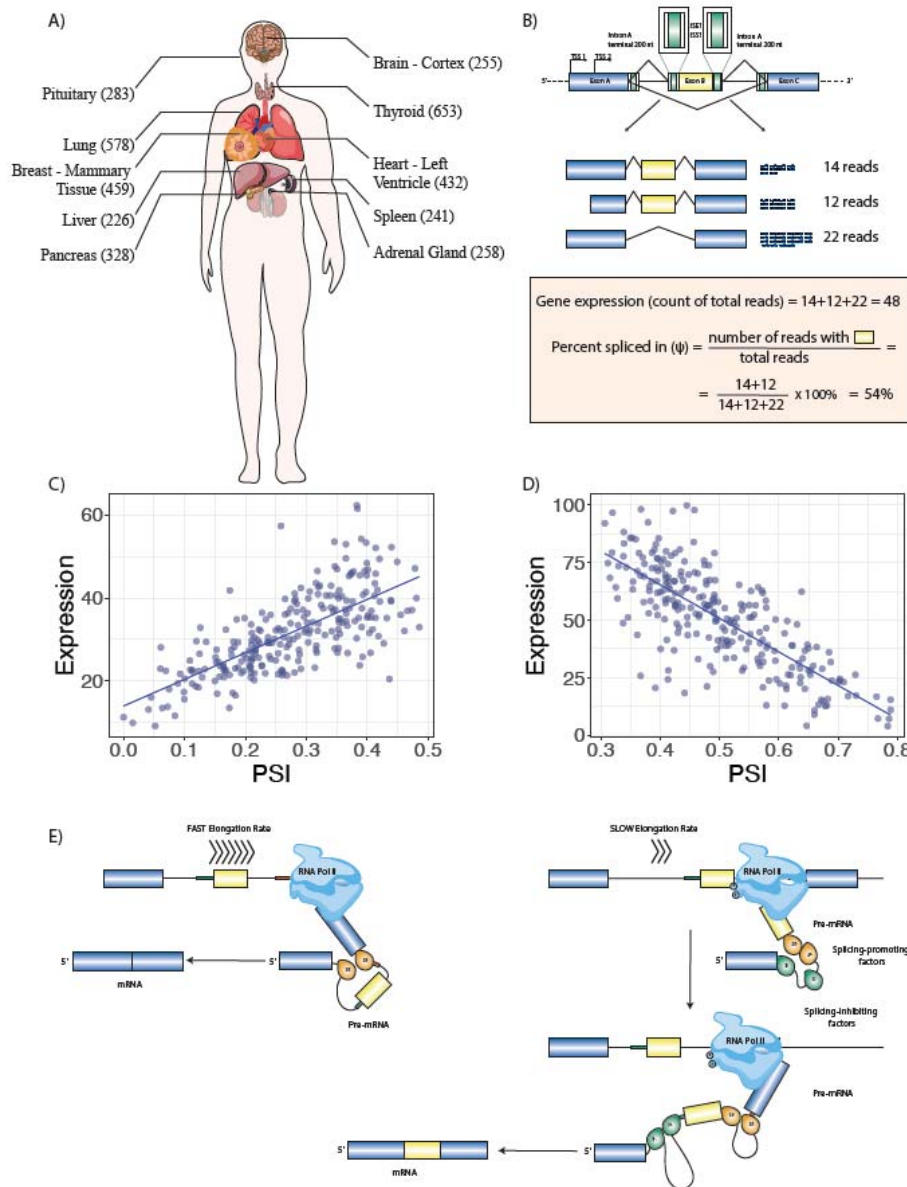 A)
Brain - Cortex (255)
Pituitary (283)
Thyroid (653)
Lung (578)
Breast - Mammary
Tissue (459)
Heart - Left
Ventricle (432)
Liver (226)
Spleen (241)
Pancreas (328)
Adrenal Gland (258)
B)
Intron A
terminal 200 nt
Intron A
terminal 200 nt
TSS 1
TSS 2
5'
Exon A
Exon B
Exon C
3'
14 reads
12 reads
22 reads
Gene expression (count of total reads) = 14+12+22 = 48
Percent spliced in (ψ) = number of reads with
total reads
=
= 14+12
14+12+22
x 100% = 54%
C)
Expression
60
40
20
0.0 0.1 0.2 0.3 0.4 0.5
PSI
D)
Expression
100
75
50
25
0
0.3 0.4 0.5 0.6 0.7 0.8
PSI
E)
FAST Elongation Rate
RNA Pol II
5'
mRNA
5'
Pre-mRNA
SLOW Elongation Rate
RNA Pol II
Pre-mRNA
5'
Splicing-promoting
factors
Splicing-inhibiting
factors
RNA Pol II
Pre-mRNA
5'
mRNA
5'